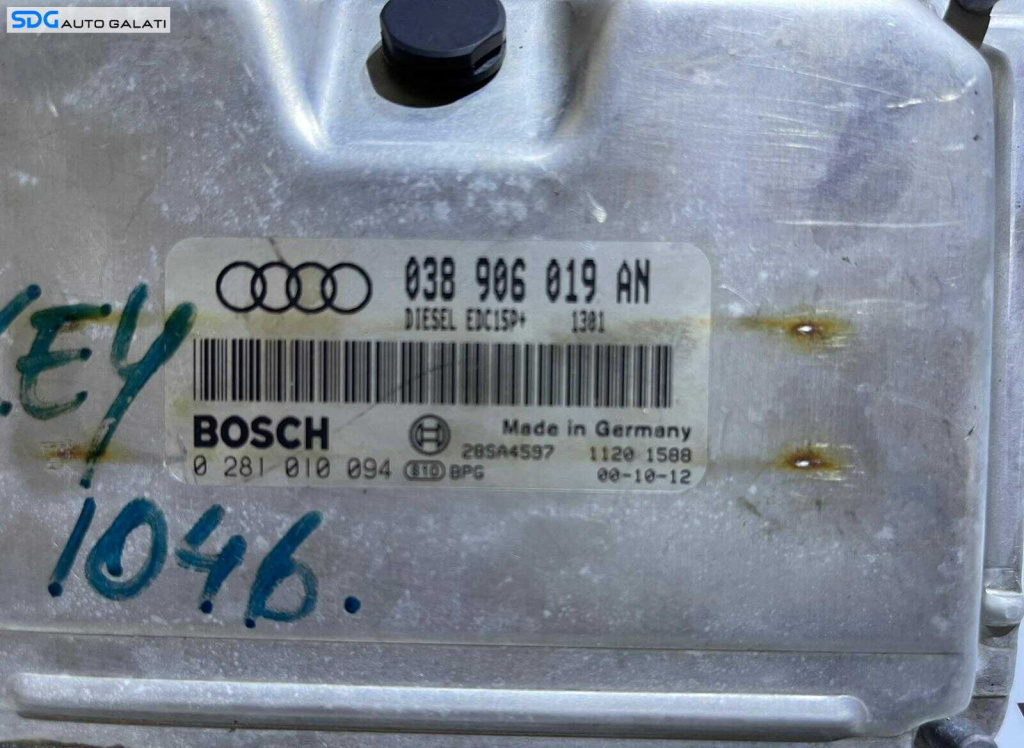 SDG AUTO GALATI
038 906 019 AN
DIESEL EDC15P+ 1301
BOSCH
Made in Germany
28SA4597 1120 1588
0 281 010 094 BPG 00-10-12
KEY
1046.